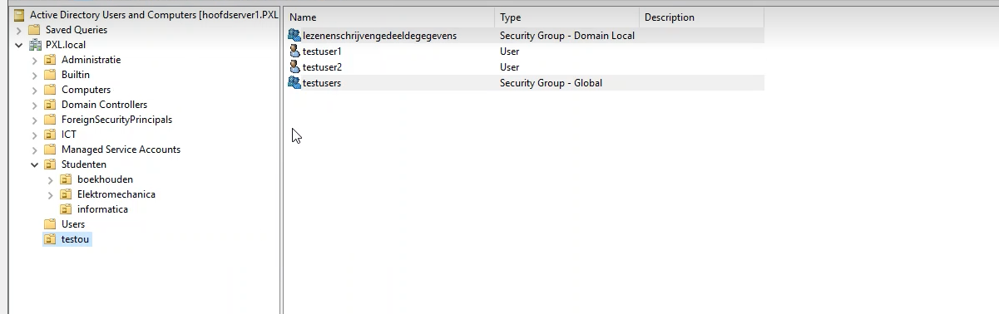 Active Directory Users and Computers [hoofdserver1.PXL
Saved Queries
PXL.local
Administratie
Builtin
Computers
Domain Controllers
ForeignSecurityPrincipals
ICT
Managed Service Accounts
Studenten
boekhouden
Elektromechanica
informatica
Users
testou
Name Type Description
lezenenschrijvengedeeldegegevens Security Group - Domain Local
testuser1 User
testuser2 User
testusers Security Group - Global